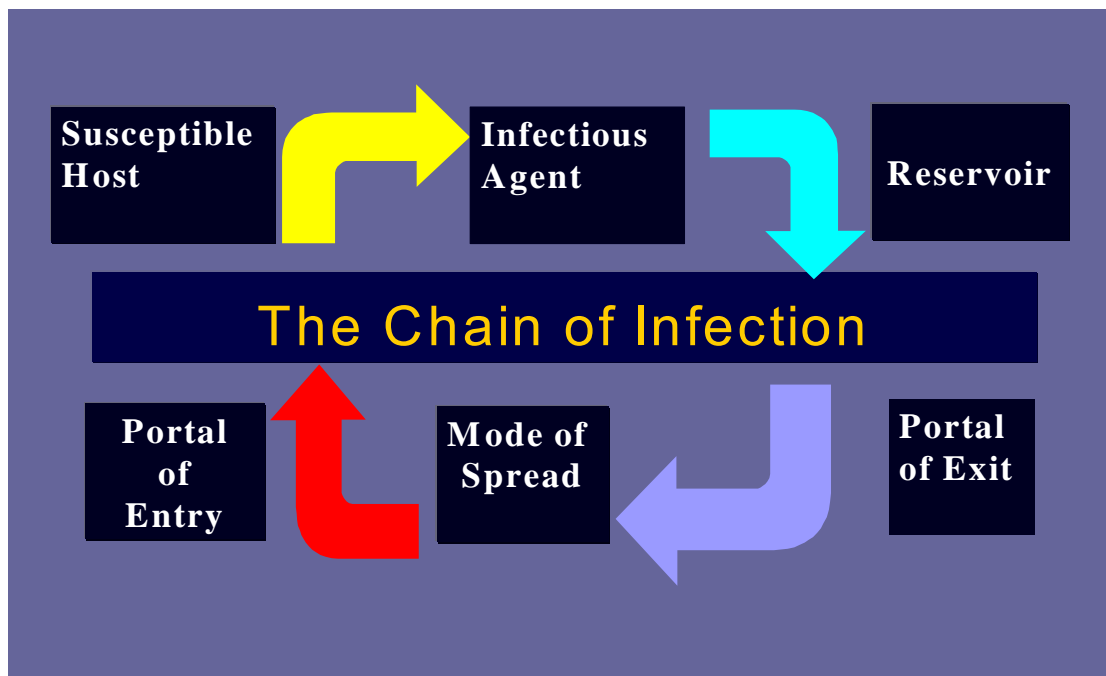 Susceptible
Host
Infectious
Agent
Reservoir
The Chain of Infection
Portal
of
Entry
Mode of
Spread
Portal
of Exit